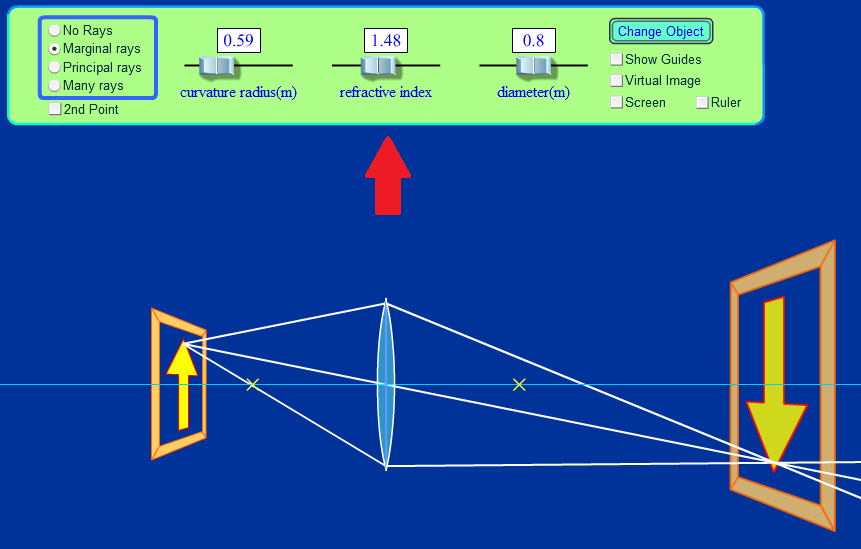 No Rays
Marginal rays
Principal rays
Many rays
2nd Point
0.59
curvature radius(m)
1.48
refractive index
0.8
diameter(m)
Change Object
Show Guides
Virtual Image
Screen
Ruler